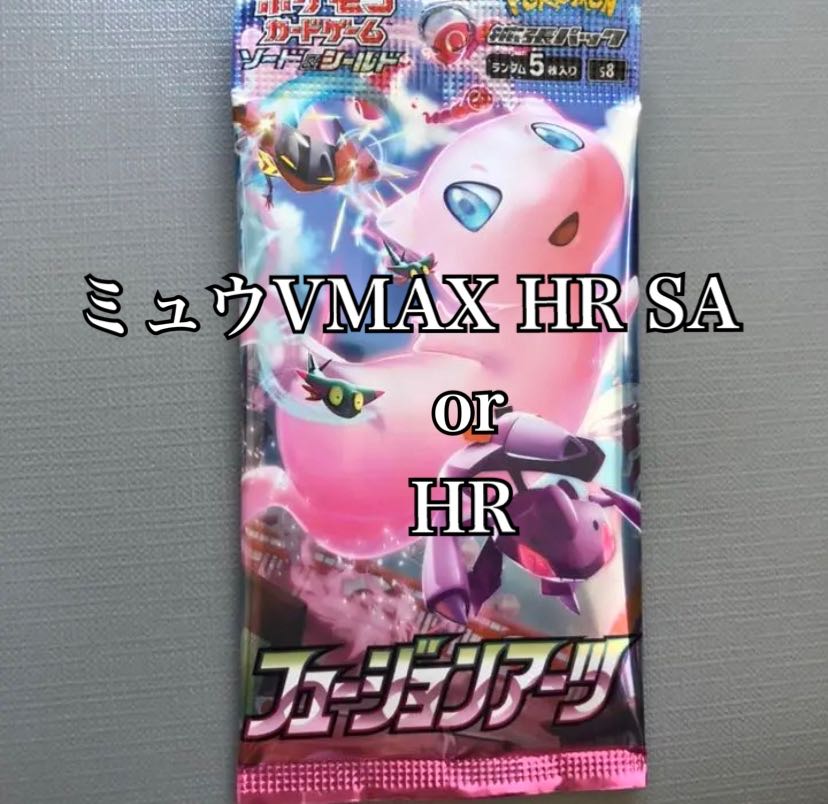 ポケモン
カードゲーム
ソード&シールド
POKÉMON
拡張パック
ランダム5枚入り S8
ミュウVMAX HR SA
or
HR
フュージョンアーツ